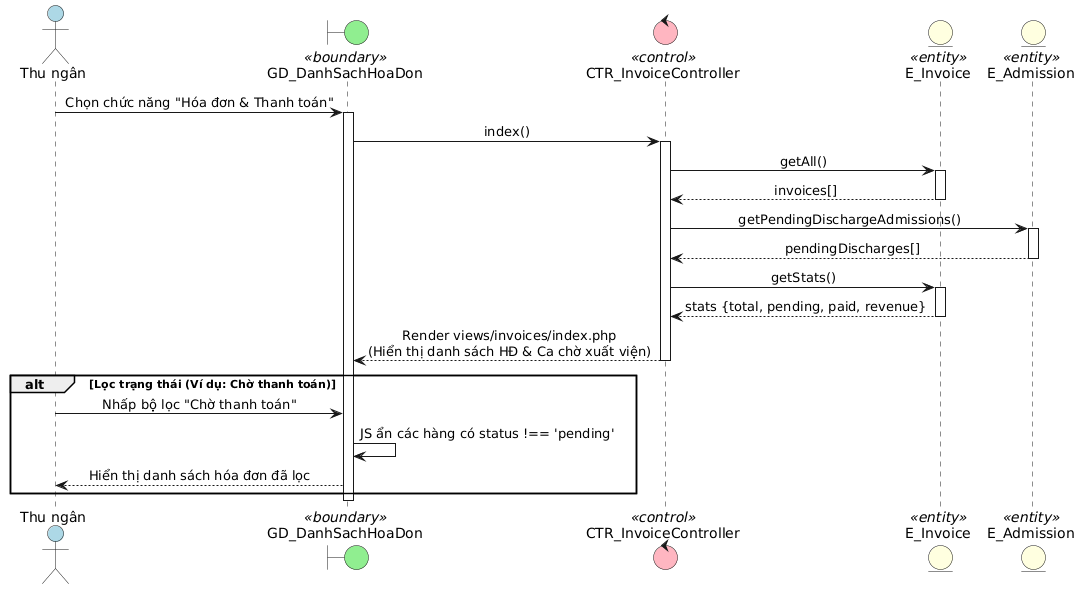 «boundary»
«control»
«entity»
«entity»
Thu ngân
GD_DanhSachHoaDon
CTR_InvoiceController
E_Invoice
E_Admission
Chọn chức năng "Hóa đơn & Thanh toán"
index()
getAll()
invoices[]
getPendingDischargeAdmissions()
pendingDischarges[]
getStats()
stats {total, pending, paid, revenue}
Render views/invoices/index.php
(Hiển thị danh sách HĐ & Ca chờ xuất viện)
alt
[Lọc trạng thái (Ví dụ: Chờ thanh toán)]
Nhấp bộ lọc "Chờ thanh toán"
JS ẩn các hàng có status !== 'pending'
Hiển thị danh sách hóa đơn đã lọc
Thu ngân
«boundary»
«control»
«entity»
«entity»
GD_DanhSachHoaDon
CTR_InvoiceController
E_Invoice
E_Admission